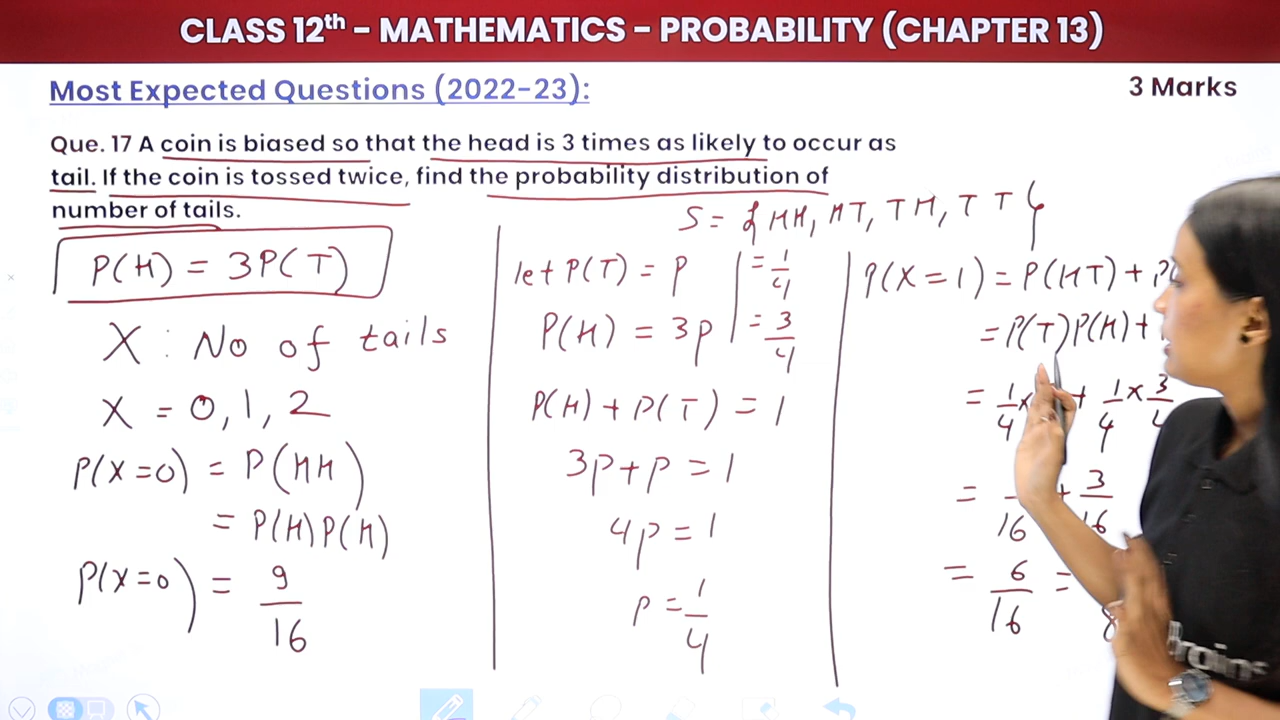 CLASS 12th - MATHEMATICS - PROBABILITY (CHAPTER 13)
Most Expected Questions (2022-23):
3 Marks
Que. 17 A coin is biased so that the head is 3 times as likely to occur as
tail. If the coin is tossed twice, find the probability distribution of
number of tails.
S = {HH, HT, TH, TT}
P(H) = 3P(T)
X : No of tails
X = 0, 1, 2
P(X=0) = P(HH)
= P(H)P(H)
P(X=0) = 9/16
let P(T) = p = 1/4
P(H) = 3p = 3/4
P(H) + P(T) = 1
3p + p = 1
4p = 1
p = 1/4
P(X=1) = P(HT) +
= P(T)P(H) +
= 1/4 × + 1/4 × 3/4
= /16 + 3/16
= 6/16 =
Brains